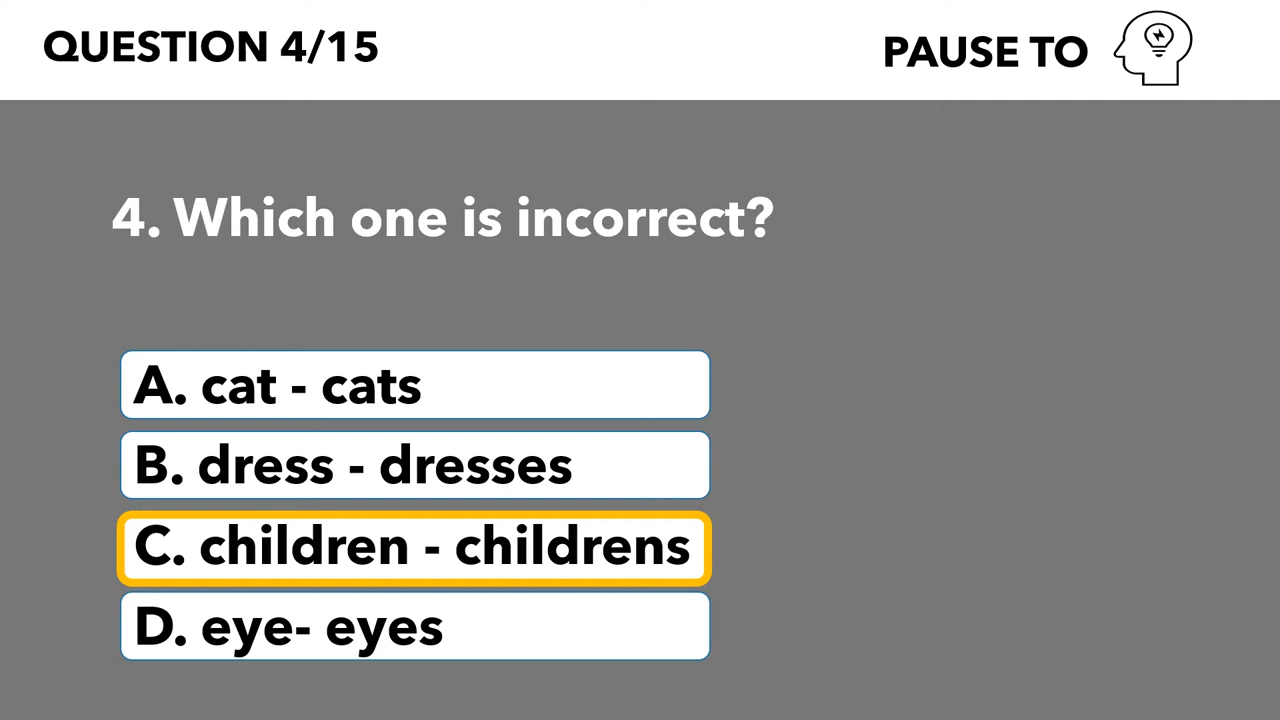 QUESTION 4/15
PAUSE TO
4. Which one is incorrect?
A. cat - cats
B. dress - dresses
C. children - childrens
D. eye- eyes